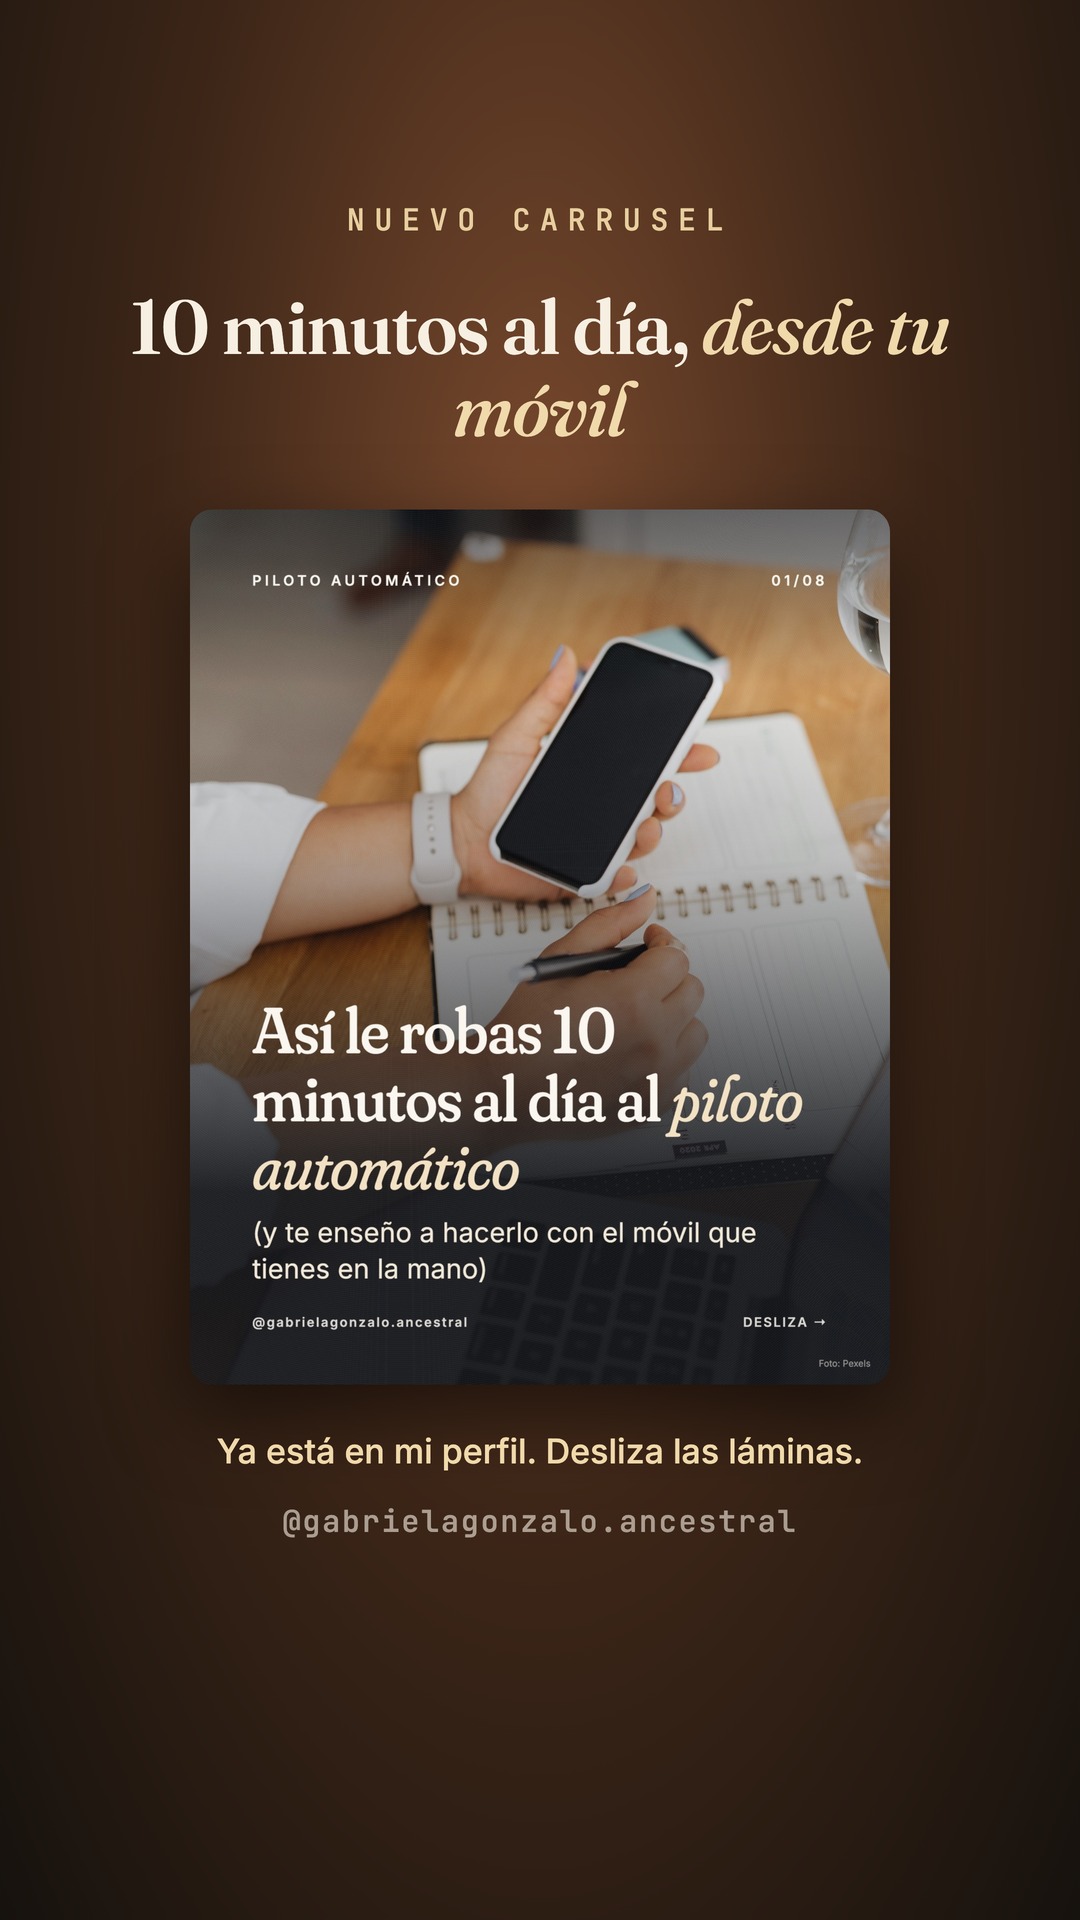 NUEVO CARRUSEL
10 minutos al día, desde tu
móvil
PILOTO AUTOMÁTICO
01/08
Así le robas 10
minutos al día al piloto
automático
(y te enseño a hacerlo con el móvil que
tienes en la mano)
@gabrielagonzalo.ancestral
DESLIZA →
Foto: Pexels
Ya está en mi perfil. Desliza las láminas.
@gabrielagonzalo.ancestral